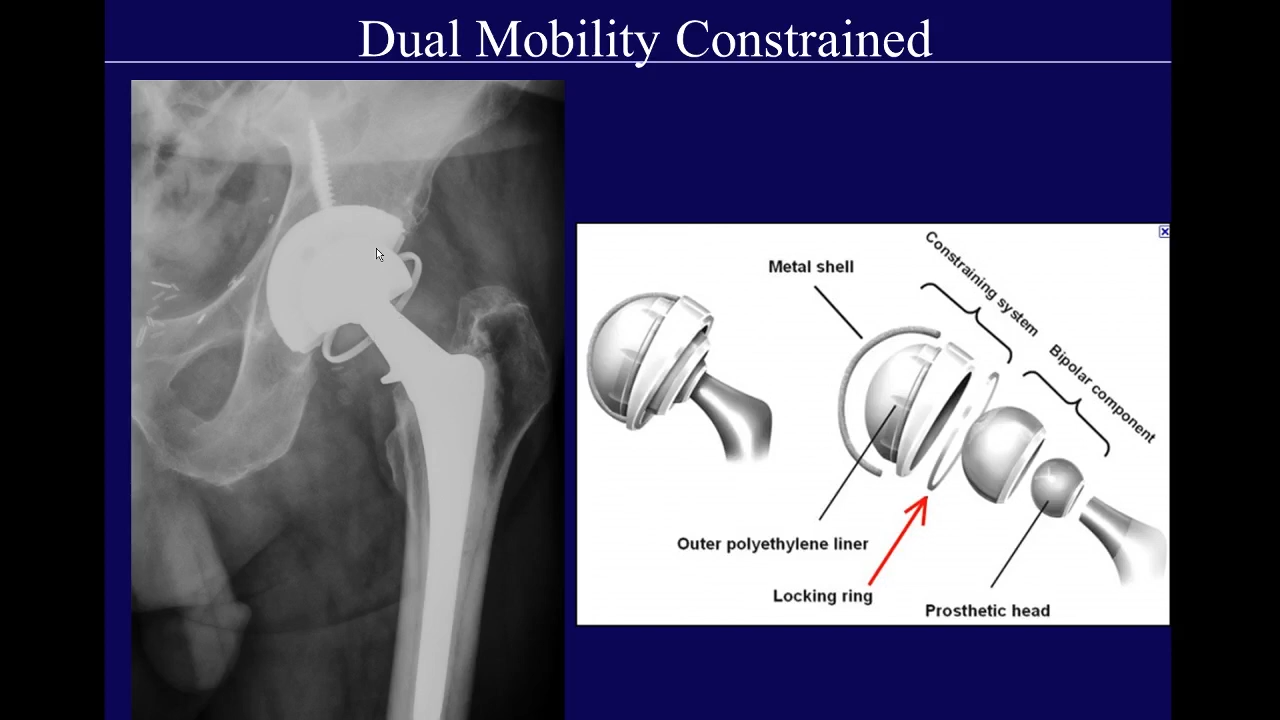 Dual Mobility Constrained
Metal shell
Constraining system
Bipolar component
Outer polyethylene liner
Locking ring
Prosthetic head